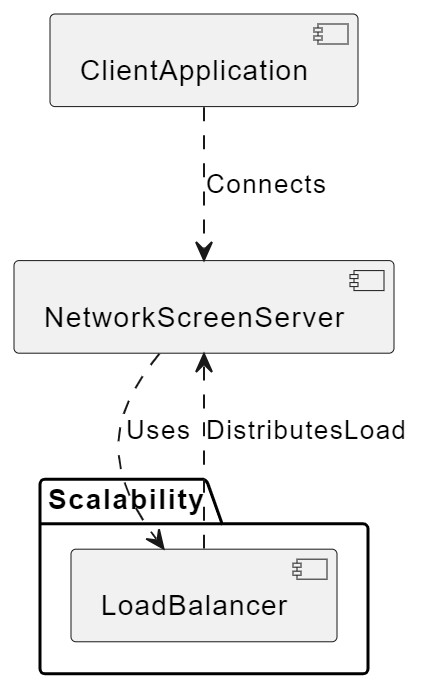 ClientApplication
Connects
NetworkScreenServer
Uses
DistributesLoad
Scalability
LoadBalancer